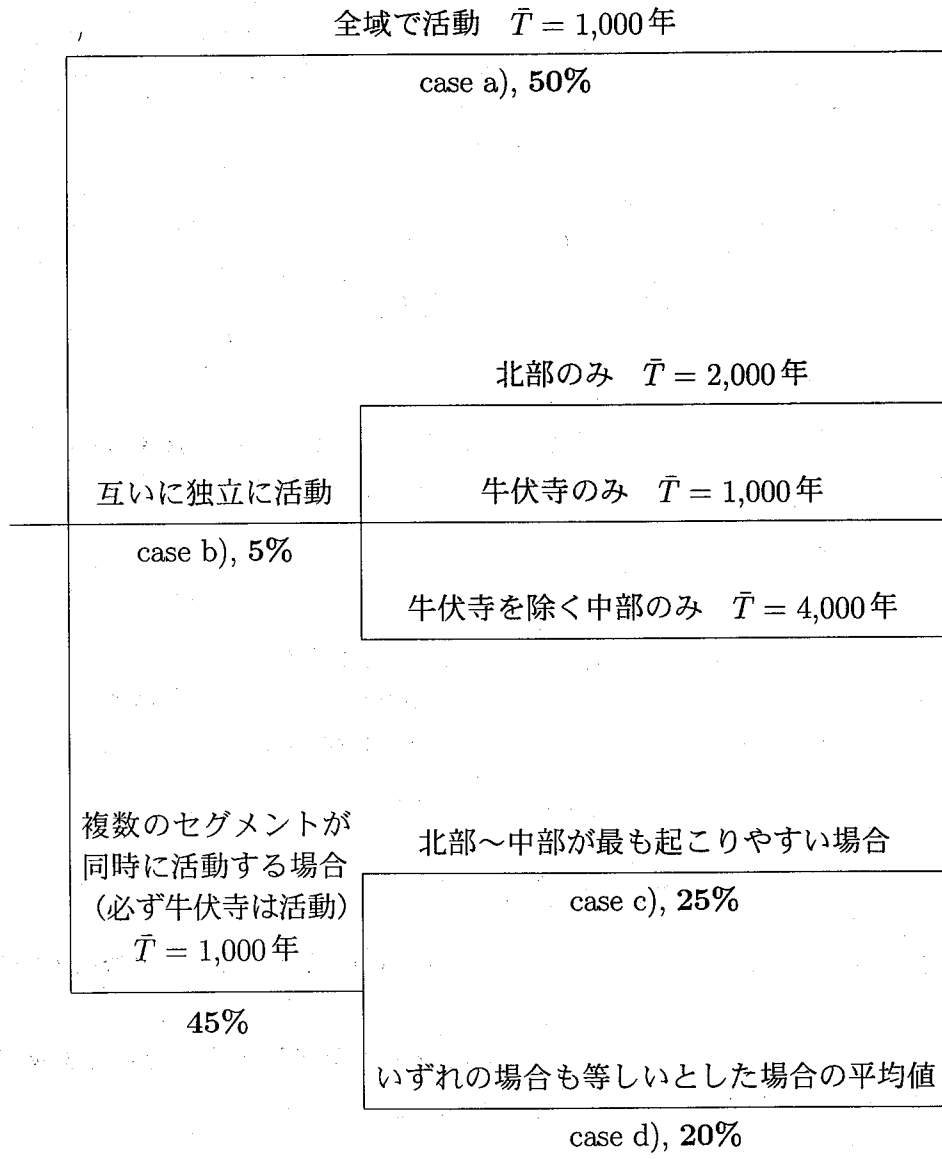 全域で活動 T̄ = 1,000年
case a), 50%
北部のみ T̄ = 2,000年
互いに独立に活動
牛伏寺のみ T̄ = 1,000年
case b), 5%
牛伏寺を除く中部のみ T̄ = 4,000年
複数のセグメントが
同時に活動する場合
(必ず牛伏寺は活動)
T̄ = 1,000年
45%
北部〜中部が最も起こりやすい場合
case c), 25%
いずれの場合も等しいとした場合の平均値
case d), 20%